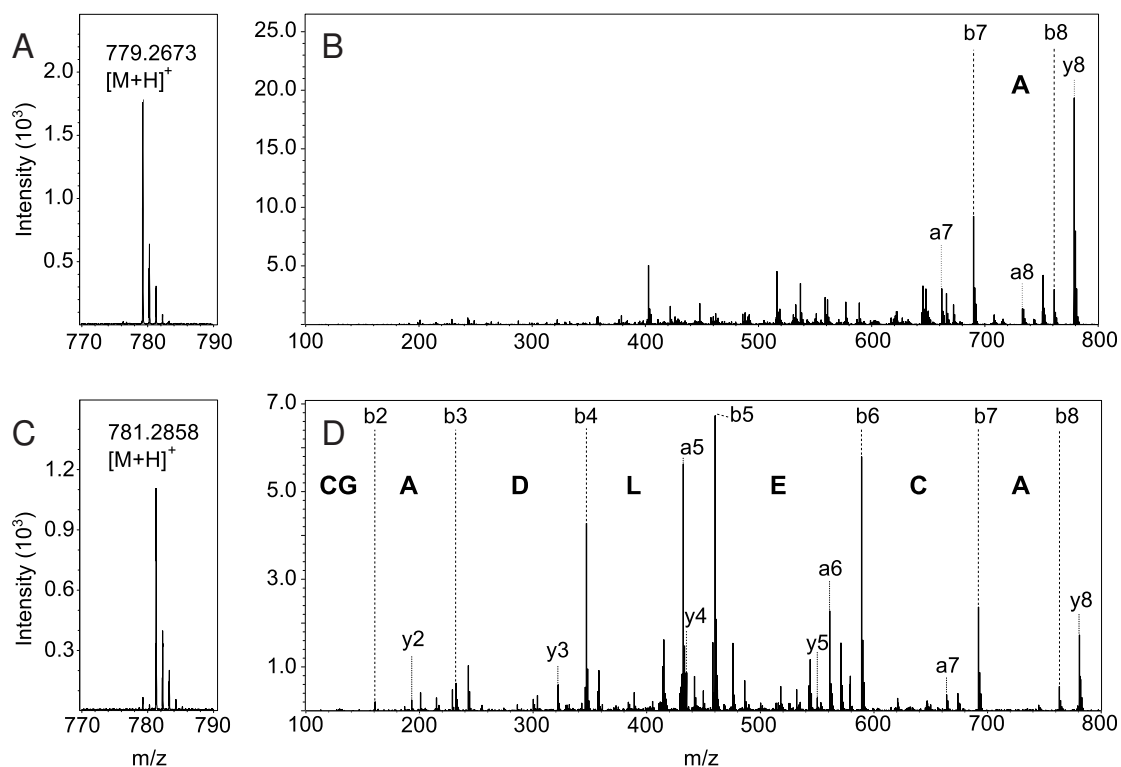 A
779.2673
[M+H]+
Intensity (10³)
2.0
1.5
1.0
0.5
770 780 790
B
b7 b8
y8
A
a7
a8
25.0
20.0
15.0
10.0
5.0
100 200 300 400 500 600 700 800
m/z
C
781.2858
[M+H]+
Intensity (10³)
1.2
0.9
0.6
0.3
770 780 790
m/z
D
b2 b3 b4 b5 b6 b7 b8
a5
CG A D L E C A
a6
y2 y3 y4 y5 a7 y8
7.0
5.0
3.0
1.0
100 200 300 400 500 600 700 800
m/z